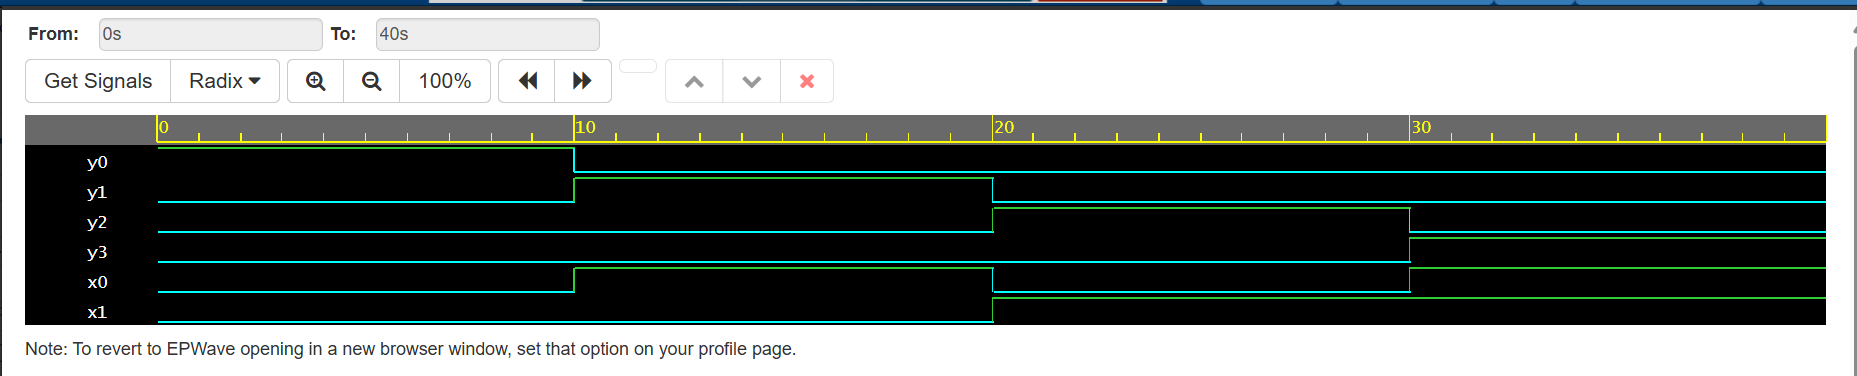 From: 0s To: 40s
Get Signals Radix 100%
0 10 20 30
y0
y1
y2
y3
x0
x1
Note: To revert to EPWave opening in a new browser window, set that option on your profile page.